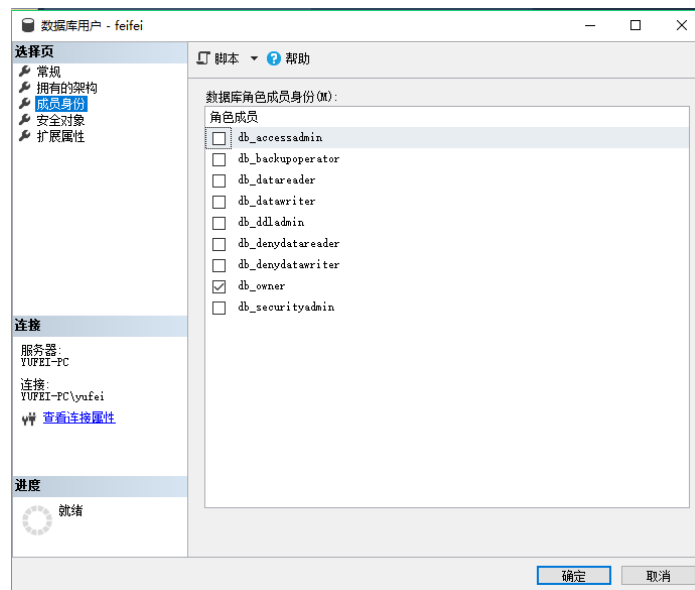 数据库用户 - feifei
选择页
常规
拥有的架构
成员身份
安全对象
扩展属性
脚本
帮助
数据库角色成员身份(M):
角色成员
db_accessadmin
db_backupoperator
db_datareader
db_datawriter
db_ddladmin
db_denydatareader
db_denydatawriter
db_owner
db_securityadmin
连接
服务器:
YUFEI-PC
连接:
YUFEI-PC\yufei
查看连接属性
进度
就绪
确定
取消